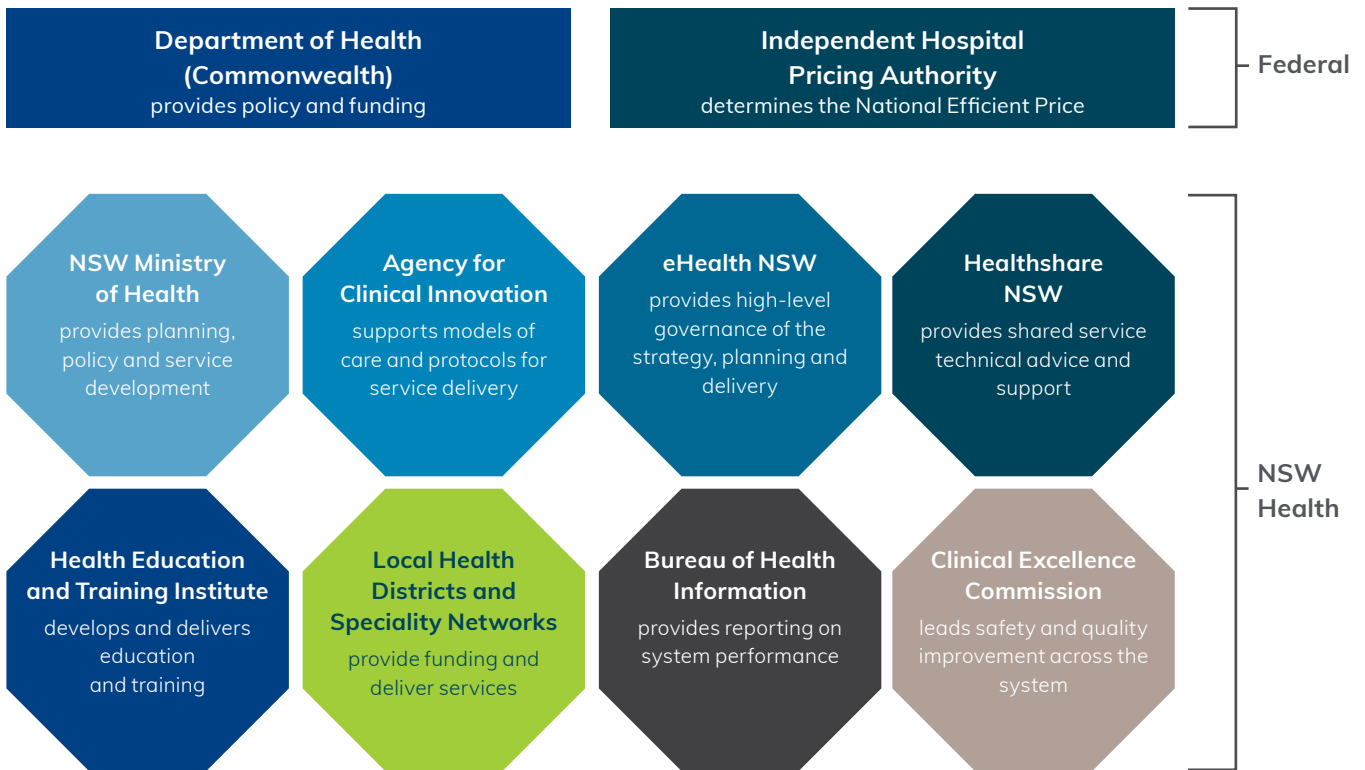 Department of Health
(Commonwealth)
provides policy and funding
Independent Hospital
Pricing Authority
determines the National Efficient Price
Federal
NSW Ministry
of Health
provides planning,
policy and service
development
Agency for
Clinical Innovation
supports models of
care and protocols for
service delivery
eHealth NSW
provides high-level
governance of the
strategy, planning and
delivery
Healthshare
NSW
provides shared service
technical advice and
support
NSW
Health
Health Education
and Training Institute
develops and delivers
education
and training
Local Health
Districts and
Speciality Networks
provide funding and
deliver services
Bureau of Health
Information
provides reporting on
system performance
Clinical Excellence
Commission
leads safety and quality
improvement across the
system